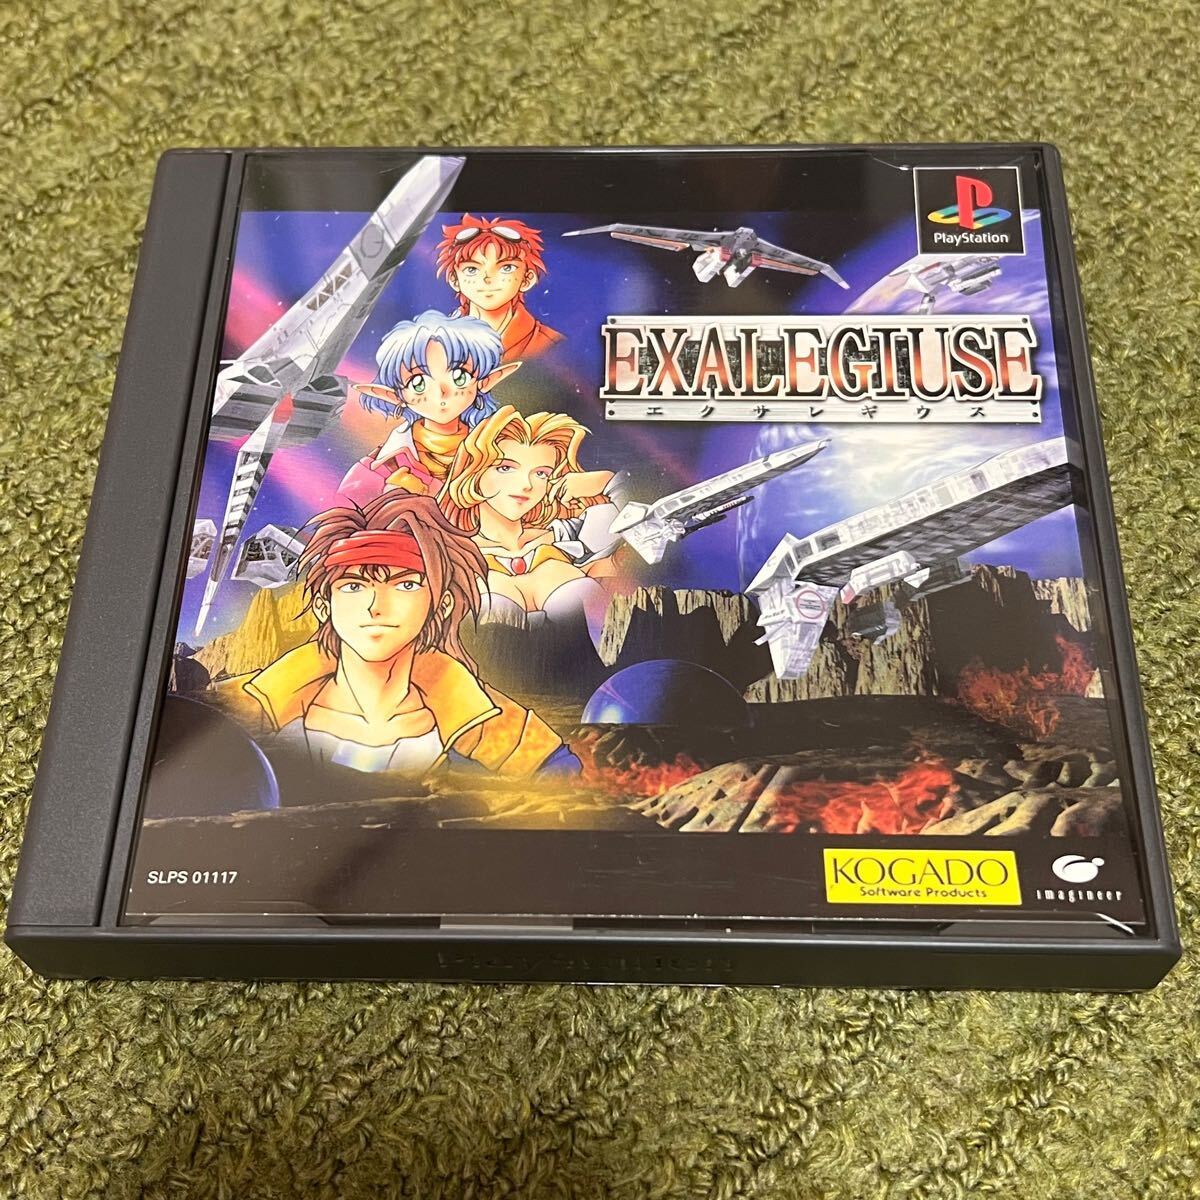 PlayStation
EXALEGIUSE
エクサレギウス
SLPS 01117
KOGADO
Software Products
imagineer
PlayStation